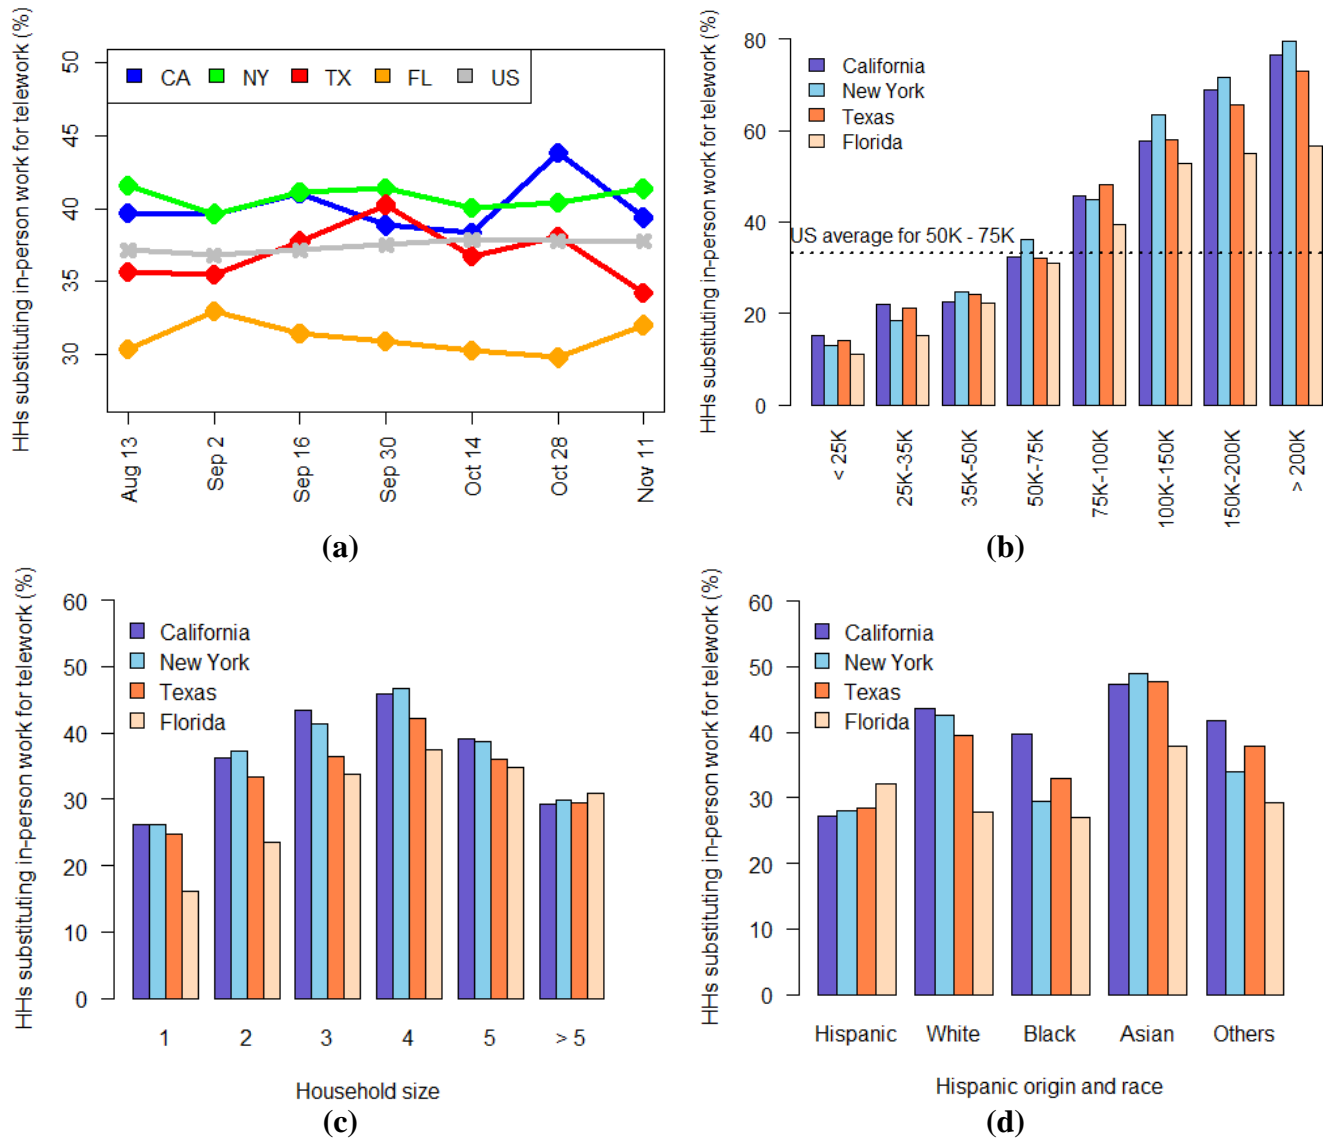 HHs substituting in-person work for telework (%)
50
45
40
35
30
CA NY TX FL US
Aug 13
Sep 2
Sep 16
Sep 30
Oct 14
Oct 28
Nov 11
(a)
HHs substituting in-person work for telework (%)
80
60
40
20
0
California
New York
Texas
Florida
US average for 50K - 75K
< 25K
25K-35K
35K-50K
50K-75K
75K-100K
100K-150K
150K-200K
> 200K
(b)
HHs substituting in-person work for telework (%)
60
50
40
30
20
10
0
California
New York
Texas
Florida
1 2 3 4 5 > 5
Household size
(c)
HHs substituting in-person work for telework (%)
60
50
40
30
20
10
0
California
New York
Texas
Florida
Hispanic White Black Asian Others
Hispanic origin and race
(d)